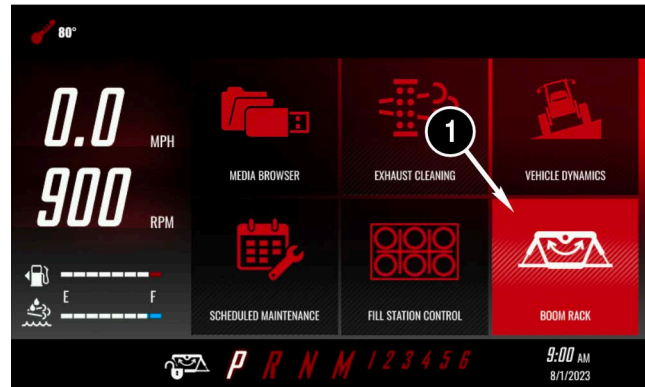 80°
0.0 MPH
900 RPM
E F
MEDIA BROWSER
EXHAUST CLEANING
1
VEHICLE DYNAMICS
SCHEDULED MAINTENANCE
FILL STATION CONTROL
BOOM RACK
P R N M 1 2 3 4 5 6
9:00 AM
8/1/2023